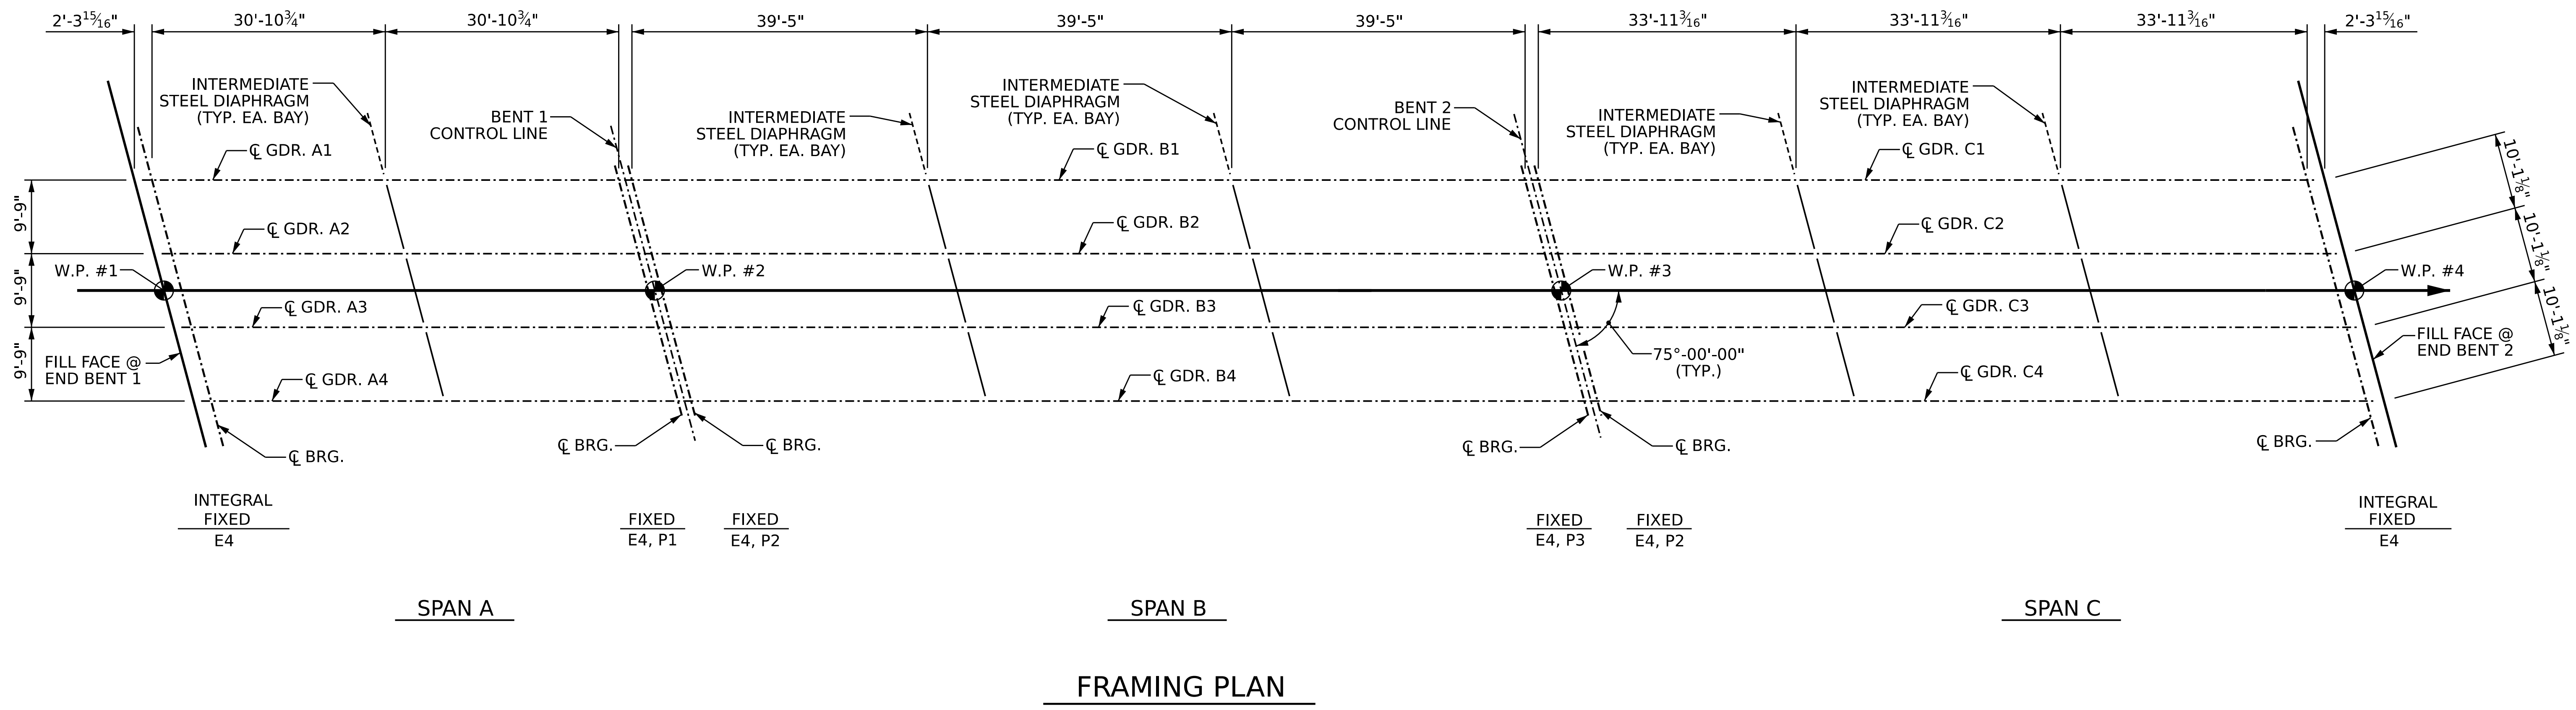 2'-3 15/16"
30'-10 3/4"
30'-10 3/4"
39'-5"
39'-5"
39'-5"
33'-11 3/16"
33'-11 3/16"
33'-11 3/16"
2'-3 15/16"
INTERMEDIATE
STEEL DIAPHRAGM
(TYP. EA. BAY)
BENT 1
CONTROL LINE
INTERMEDIATE
STEEL DIAPHRAGM
(TYP. EA. BAY)
INTERMEDIATE
STEEL DIAPHRAGM
(TYP. EA. BAY)
BENT 2
CONTROL LINE
INTERMEDIATE
STEEL DIAPHRAGM
(TYP. EA. BAY)
INTERMEDIATE
STEEL DIAPHRAGM
(TYP. EA. BAY)
℄ GDR. A1
℄ GDR. B1
℄ GDR. C1
10'-1 1/8"
9'-9"
℄ GDR. A2
℄ GDR. B2
℄ GDR. C2
10'-1 1/8"
W.P. #1
W.P. #2
W.P. #3
W.P. #4
9'-9"
℄ GDR. A3
℄ GDR. B3
℄ GDR. C3
10'-1 1/8"
FILL FACE @
END BENT 1
75°-00'-00"
(TYP.)
FILL FACE @
END BENT 2
9'-9"
℄ GDR. A4
℄ GDR. B4
℄ GDR. C4
℄ BRG.
℄ BRG.
℄ BRG.
℄ BRG.
℄ BRG.
℄ BRG.
INTEGRAL
FIXED
E4
FIXED
E4, P1
FIXED
E4, P2
FIXED
E4, P3
FIXED
E4, P2
INTEGRAL
FIXED
E4
SPAN A
SPAN B
SPAN C
FRAMING PLAN